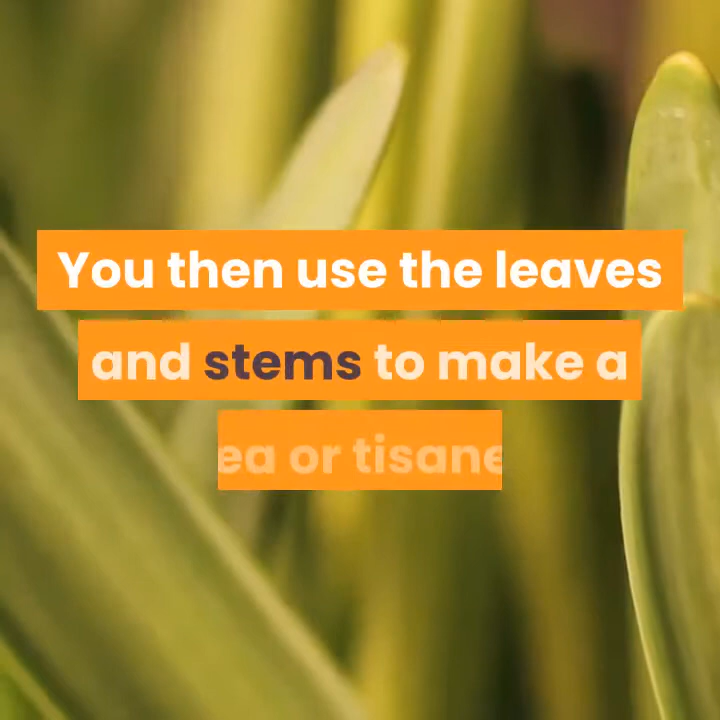 You then use the leaves
and stems to make a
ea or tisane